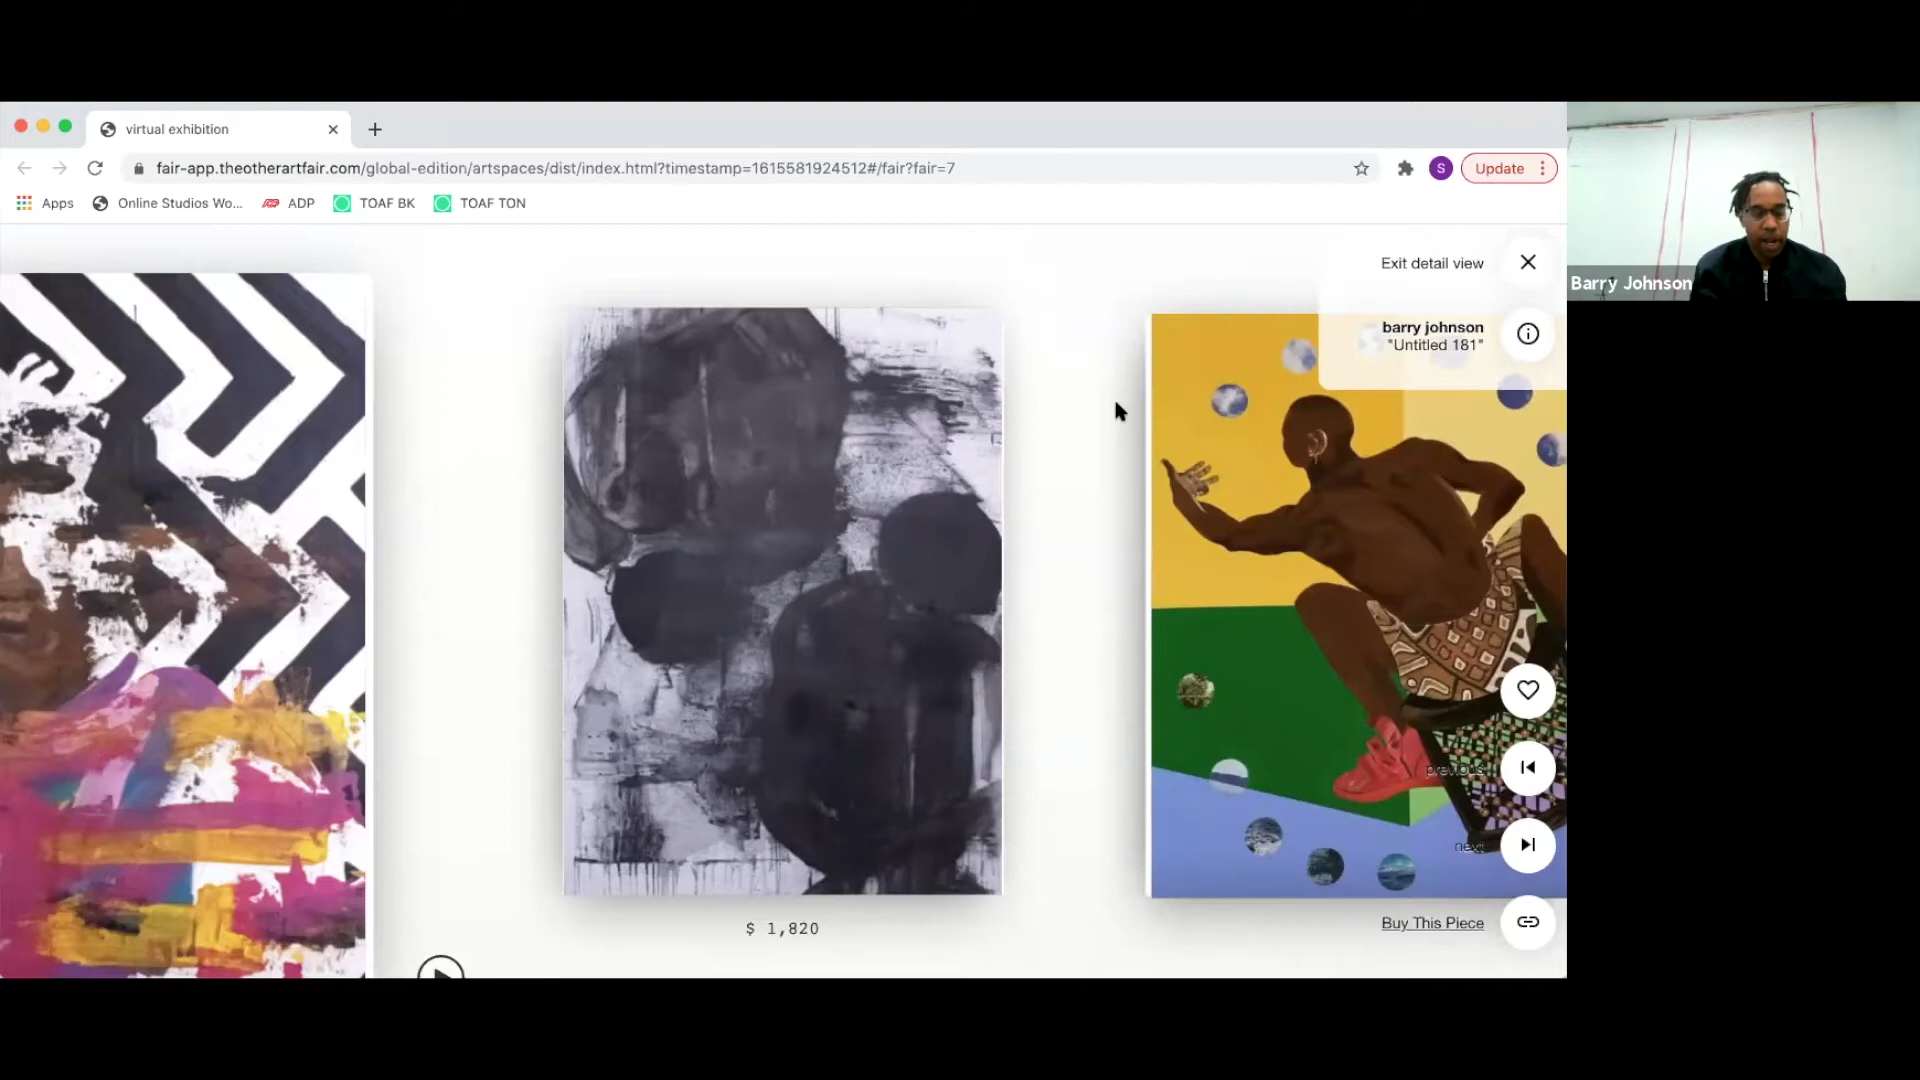 virtual exhibition
fair-app.theotherartfair.com/global-edition/artspaces/dist/index.html?timestamp=1615581924512#/fair?fair=7
S
Update
Apps
Online Studios Wo...
ADP
TOAF BK
TOAF TON
Exit detail view
barry johnson
"Untitled 181"
Barry Johnson
previous
next
$ 1,820
Buy This Piece